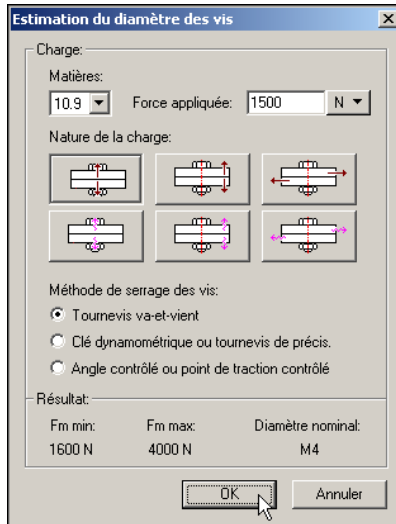 Estimation du diamètre des vis
Charge:
Matières:
10.9 Force appliquée: 1500 N
Nature de la charge:
Méthode de serrage des vis:
Tournevis va-et-vient
Clé dynamométrique ou tournevis de précis.
Angle contrôlé ou point de traction contrôlé
Résultat:
Fm min: Fm max: Diamètre nominal:
1600 N 4000 N M4
OK Annuler